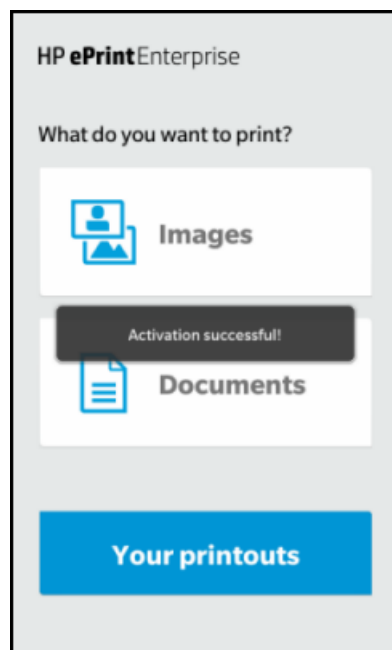 HP ePrint Enterprise
What do you want to print?
Images
Activation successful!
Documents
Your printouts